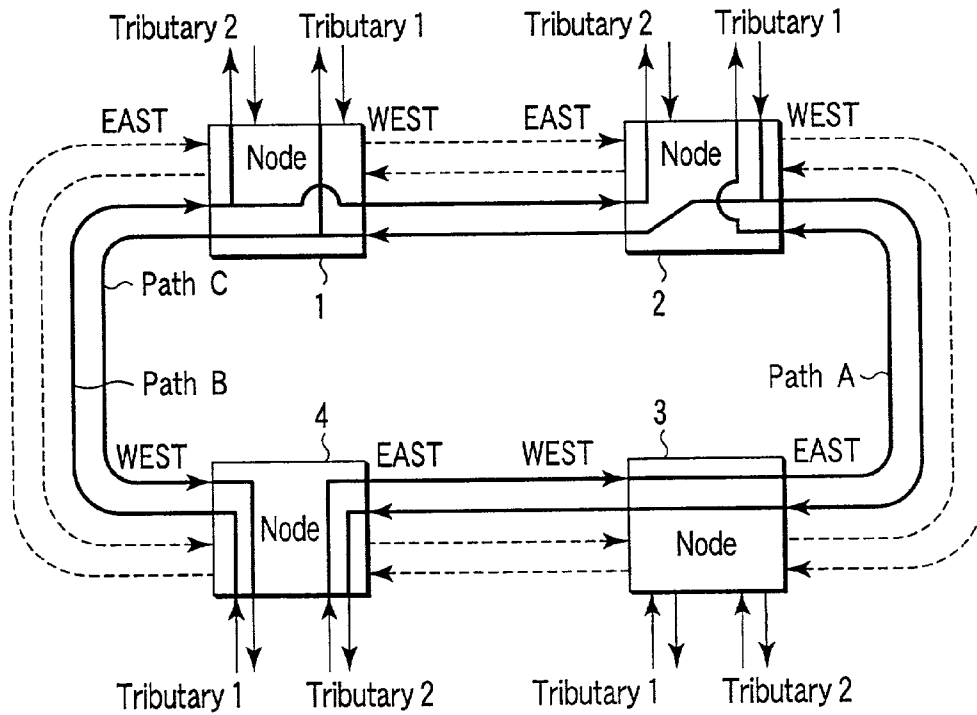 Tributary 2 Tributary 1 Tributary 2 Tributary 1
EAST WEST EAST WEST
Node Node
1 2
Path C
Path B Path A
4 3
WEST EAST WEST EAST
Node Node
Tributary 1 Tributary 2 Tributary 1 Tributary 2